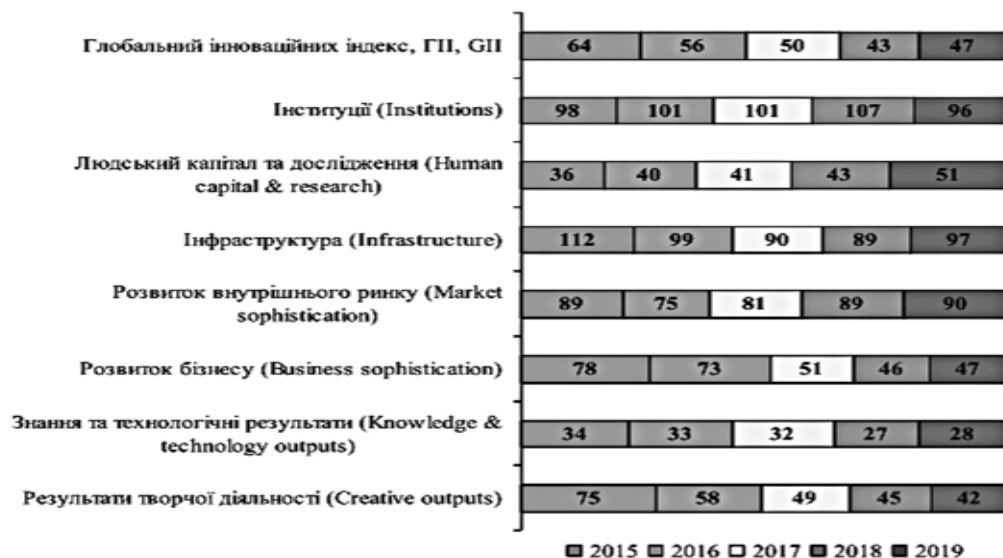 Глобальний інноваційних індекс, ГІІ, GII
64 56 50 43 47
Інституції (Institutions)
98 101 101 107 96
Людський капітал та дослідження (Human
capital & research)
36 40 41 43 51
Інфраструктура (Infrastructure)
112 99 90 89 97
Розвиток внутрішнього ринку (Market
sophistication)
89 75 81 89 90
Розвиток бізнесу (Business sophistication)
78 73 51 46 47
Знання та технологічні результати (Knowledge &
technology outputs)
34 33 32 27 28
Результати творчої діяльності (Creative outputs)
75 58 49 45 42
2015 2016 2017 2018 2019